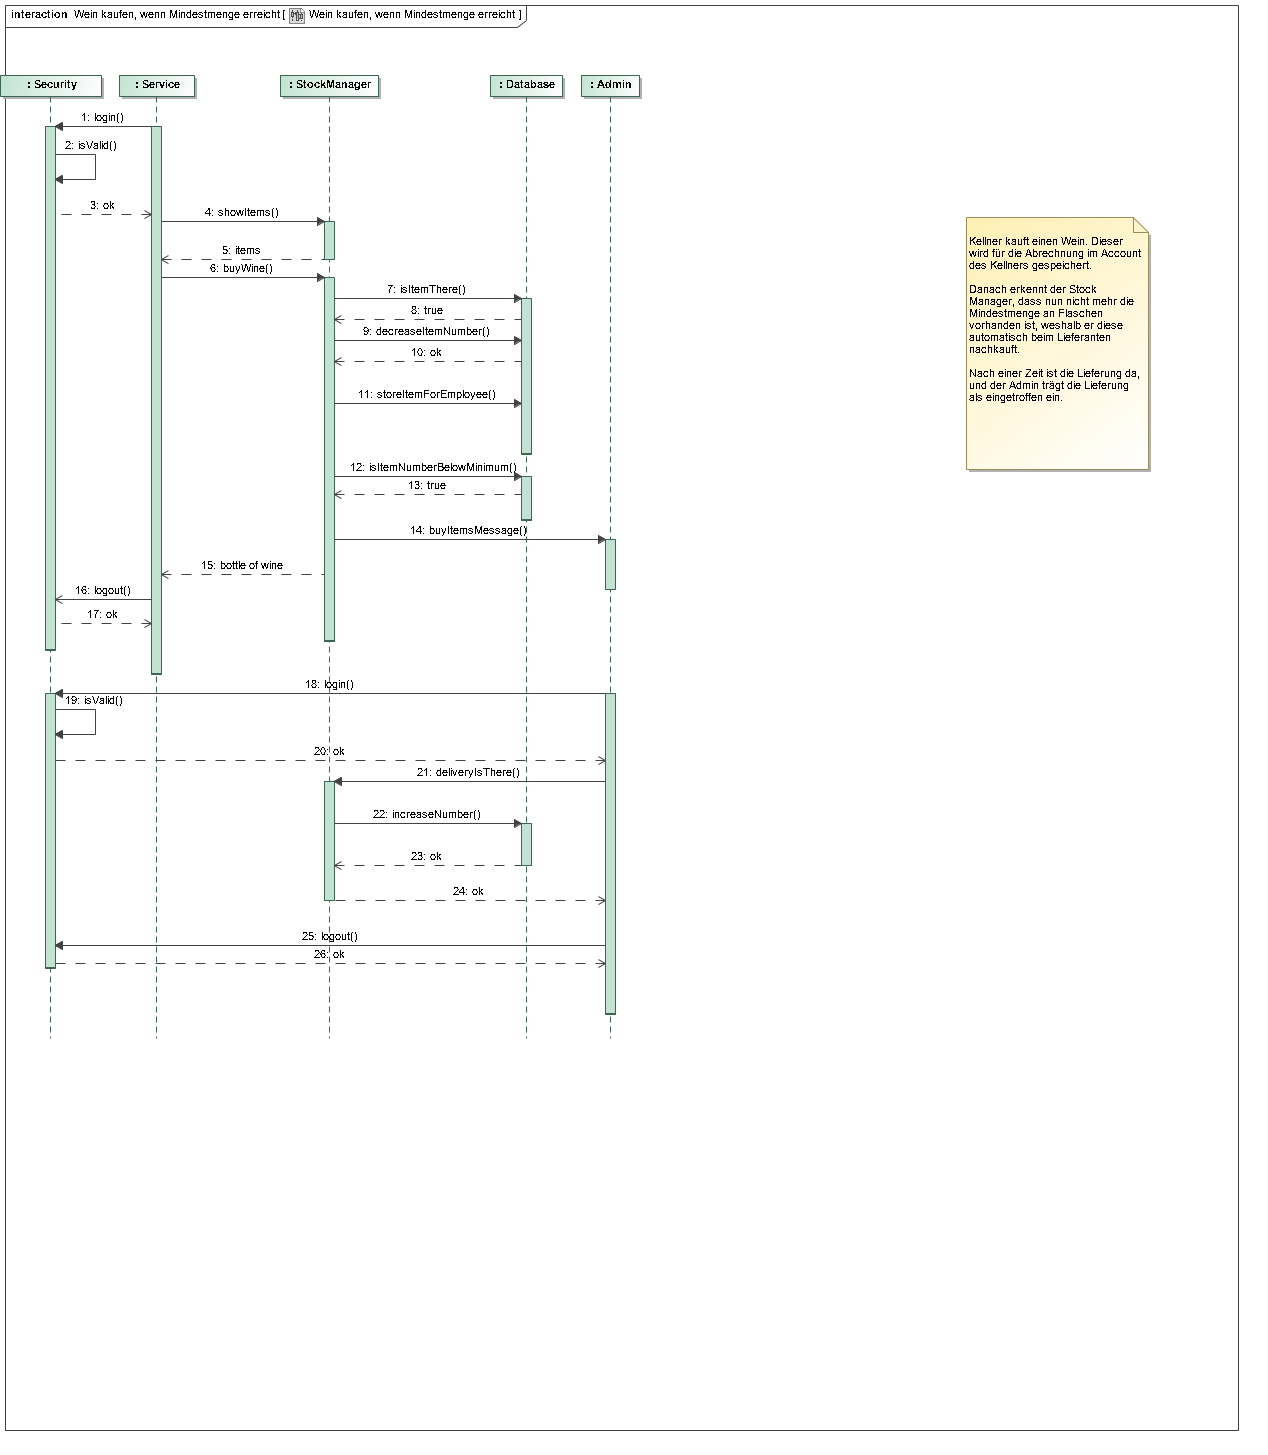 interaction Wein kaufen, wenn Mindestmenge erreicht [ Wein kaufen, wenn Mindestmenge erreicht ]
: Security
: Service
: StockManager
: Database
: Admin
1: login()
2: isValid()
3: ok
4: showItems()
5: items
6: buyWine()
7: isItemThere()
8: true
9: decreaseItemNumber()
10: ok
11: storeItemForEmployee()
12: isItemNumberBelowMinimum()
13: true
14: buyItemsMessage()
15: bottle of wine
16: logout()
17: ok
18: login()
19: isValid()
20: ok
21: deliveryIsThere()
22: increaseNumber()
23: ok
24: ok
25: logout()
26: ok
Kellner kauft einen Wein. Dieser
wird für die Abrechnung im Account
des Kellners gespeichert.
Danach erkennt der Stock
Manager, dass nun nicht mehr die
Mindestmenge an Flaschen
vorhanden ist, weshalb er diese
automatisch beim Lieferanten
nachkauft.
Nach einer Zeit ist die Lieferung da,
und der Admin trägt die Lieferung
als eingetroffen ein.